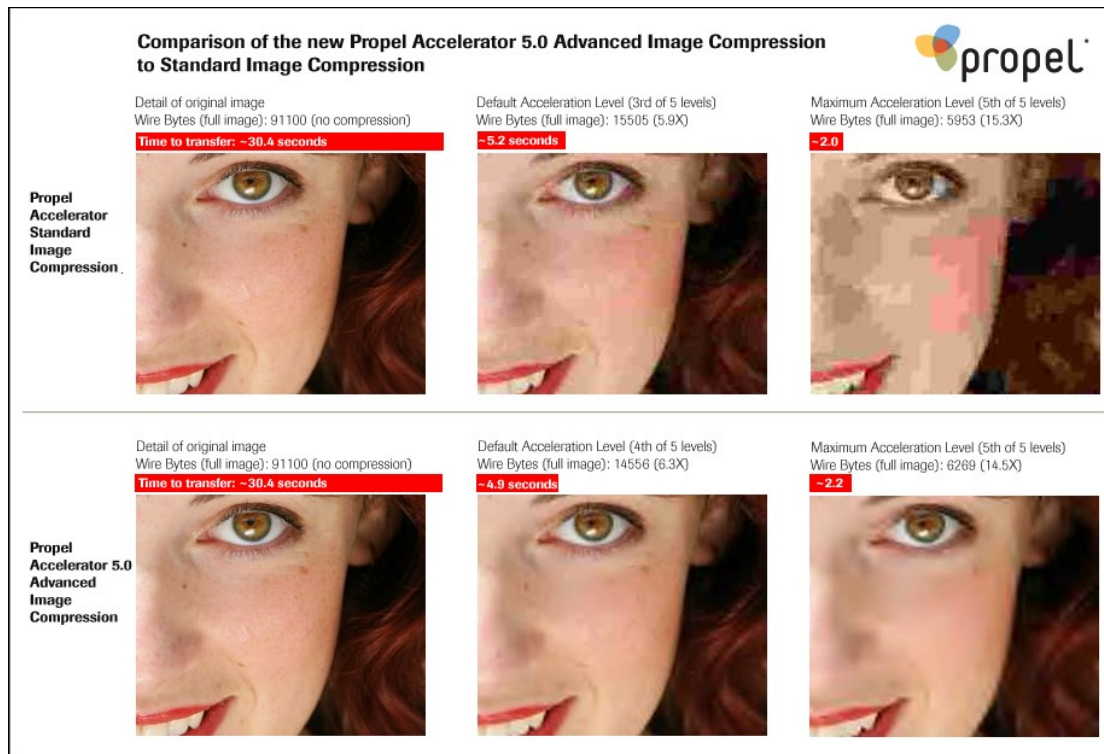 Comparison of the new Propel Accelerator 5.0 Advanced Image Compression
to Standard Image Compression
propel
Detail of original image
Wire Bytes (full image): 91100 (no compression)
Time to transfer: ~30.4 seconds
Default Acceleration Level (3rd of 5 levels)
Wire Bytes (full image): 15505 (5.9X)
~5.2 seconds
Maximum Acceleration Level (5th of 5 levels)
Wire Bytes (full image): 5953 (15.3X)
~2.0
Propel
Accelerator
Standard
Image
Compression .
Detail of original image
Wire Bytes (full image): 91100 (no compression)
Time to transfer: ~30.4 seconds
Default Acceleration Level (4th of 5 levels)
Wire Bytes (full image): 14556 (6.3X)
~4.9 seconds
Maximum Acceleration Level (5th of 5 levels)
Wire Bytes (full image): 6269 (14.5X)
~2.2
Propel
Accelerator 5.0
Advanced
Image
Compression